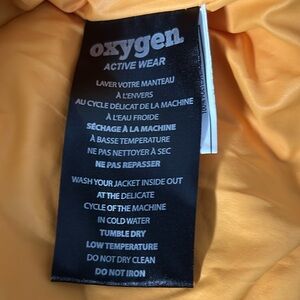 oxygen
ACTIVE WEAR
LAVER VOTRE MANTEAU
À L'ENVERS
AU CYCLE DÉLICAT DE LA MACHINE
À L'EAU FROIDE
SÉCHAGE À LA MACHINE
À BASSE TEMPERATURE
NE PAS NETTOYER À SEC
NE PAS REPASSER
WASH YOUR JACKET INSIDE OUT
AT THE DELICATE
CYCLE OF THE MACHINE
IN COLD WATER
TUMBLE DRY
LOW TEMPERATURE
DO NOT DRY CLEAN
DO NOT IRON